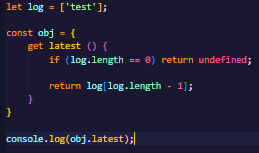 let log = ['test'];
const obj = {
get latest () {
if (log.length == 0) return undefined;
return log[log.length - 1];
}
}
console.log(obj.latest);